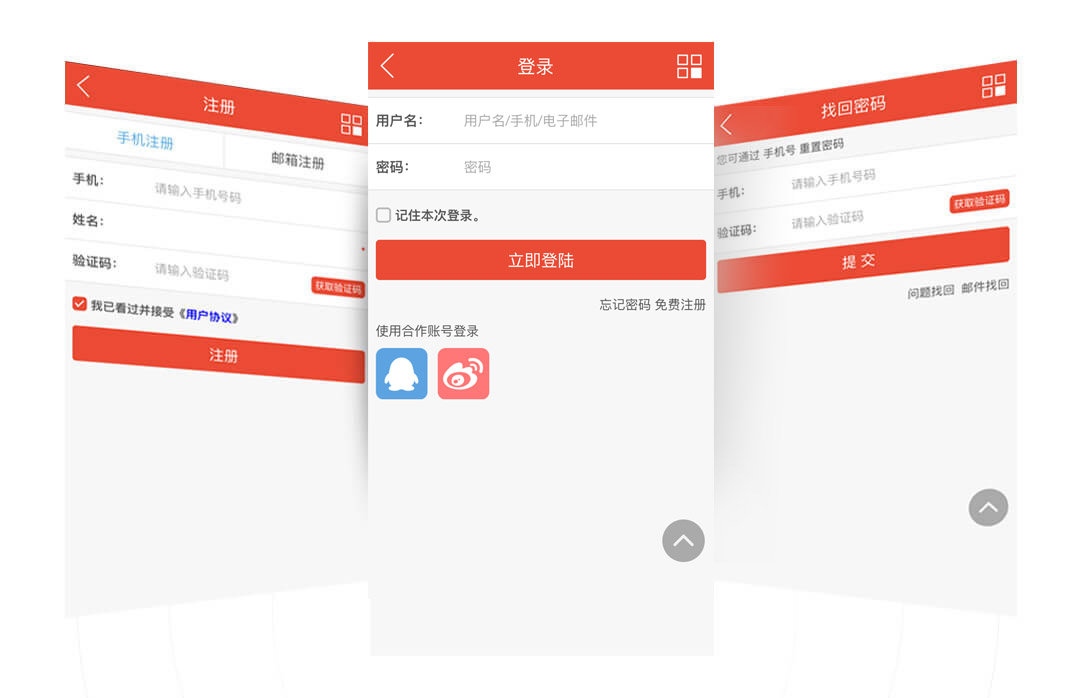 注册
手机注册
邮箱注册
手机: 请输入手机号码
姓名:
验证码: 请输入验证码 获取验证码
我已看过并接受《用户协议》
注册
登录
用户名: 用户名/手机/电子邮件
密码: 密码
记住本次登录。
立即登陆
忘记密码 免费注册
使用合作账号登录
找回密码
您可通过 手机号 重置密码
手机: 请输入手机号码
验证码: 请输入验证码 获取验证码
提 交
问题找回 邮件找回